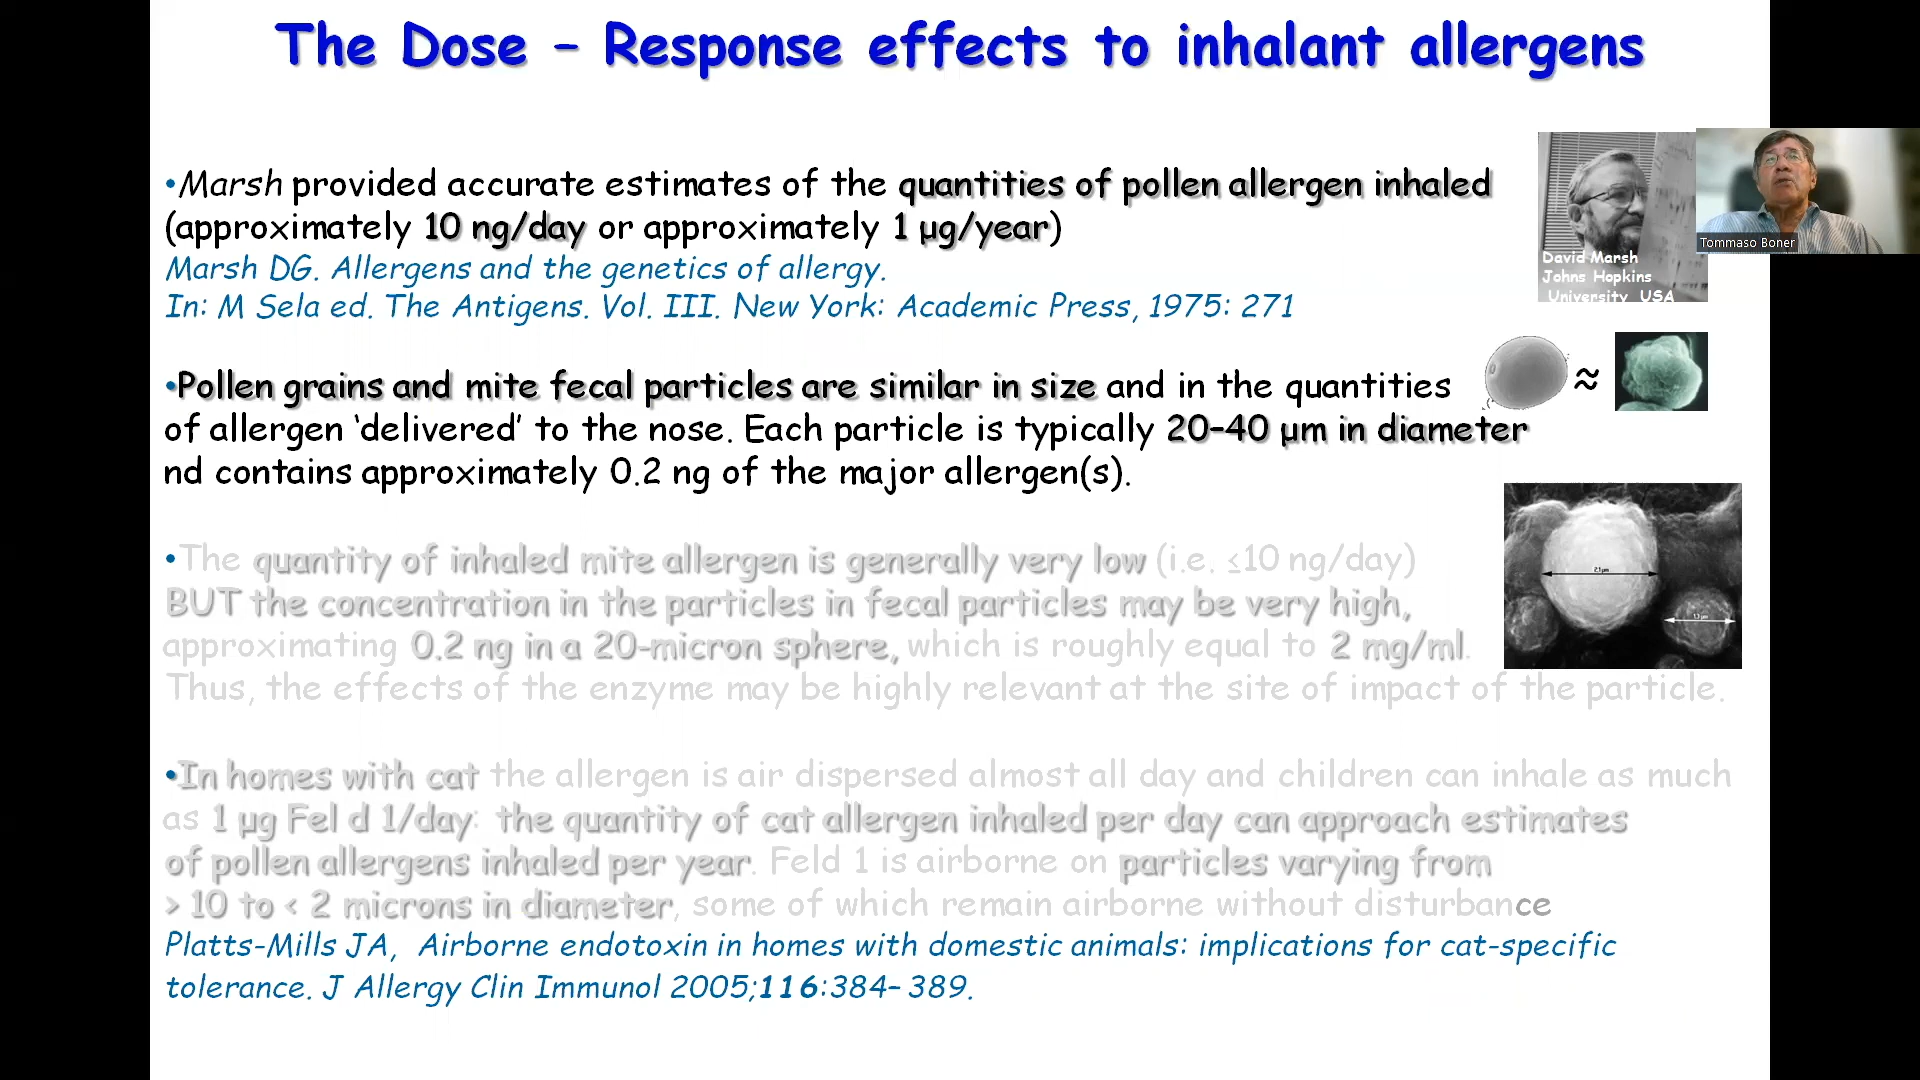 The Dose – Response effects to inhalant allergens
•Marsh provided accurate estimates of the quantities of pollen allergen inhaled
(approximately 10 ng/day or approximately 1 µg/year)
Marsh DG. Allergens and the genetics of allergy.
In: M Sela ed. The Antigens. Vol. III. New York: Academic Press, 1975: 271
David Marsh
Johns Hopkins
University USA
Tommaso Boner
•Pollen grains and mite fecal particles are similar in size and in the quantities
of allergen ‘delivered’ to the nose. Each particle is typically 20–40 µm in diameter
nd contains approximately 0.2 ng of the major allergen(s).
≈
•The quantity of inhaled mite allergen is generally very low (i.e. ≤10 ng/day)
BUT the concentration in the particles in fecal particles may be very high,
approximating 0.2 ng in a 20-micron sphere, which is roughly equal to 2 mg/ml.
Thus, the effects of the enzyme may be highly relevant at the site of impact of the particle.
•In homes with cat the allergen is air dispersed almost all day and children can inhale as much
as 1 µg Fel d 1/day: the quantity of cat allergen inhaled per day can approach estimates
of pollen allergens inhaled per year. Feld 1 is airborne on particles varying from
> 10 to < 2 microns in diameter, some of which remain airborne without disturbance
Platts-Mills JA, Airborne endotoxin in homes with domestic animals: implications for cat-specific
tolerance. J Allergy Clin Immunol 2005;116:384– 389.